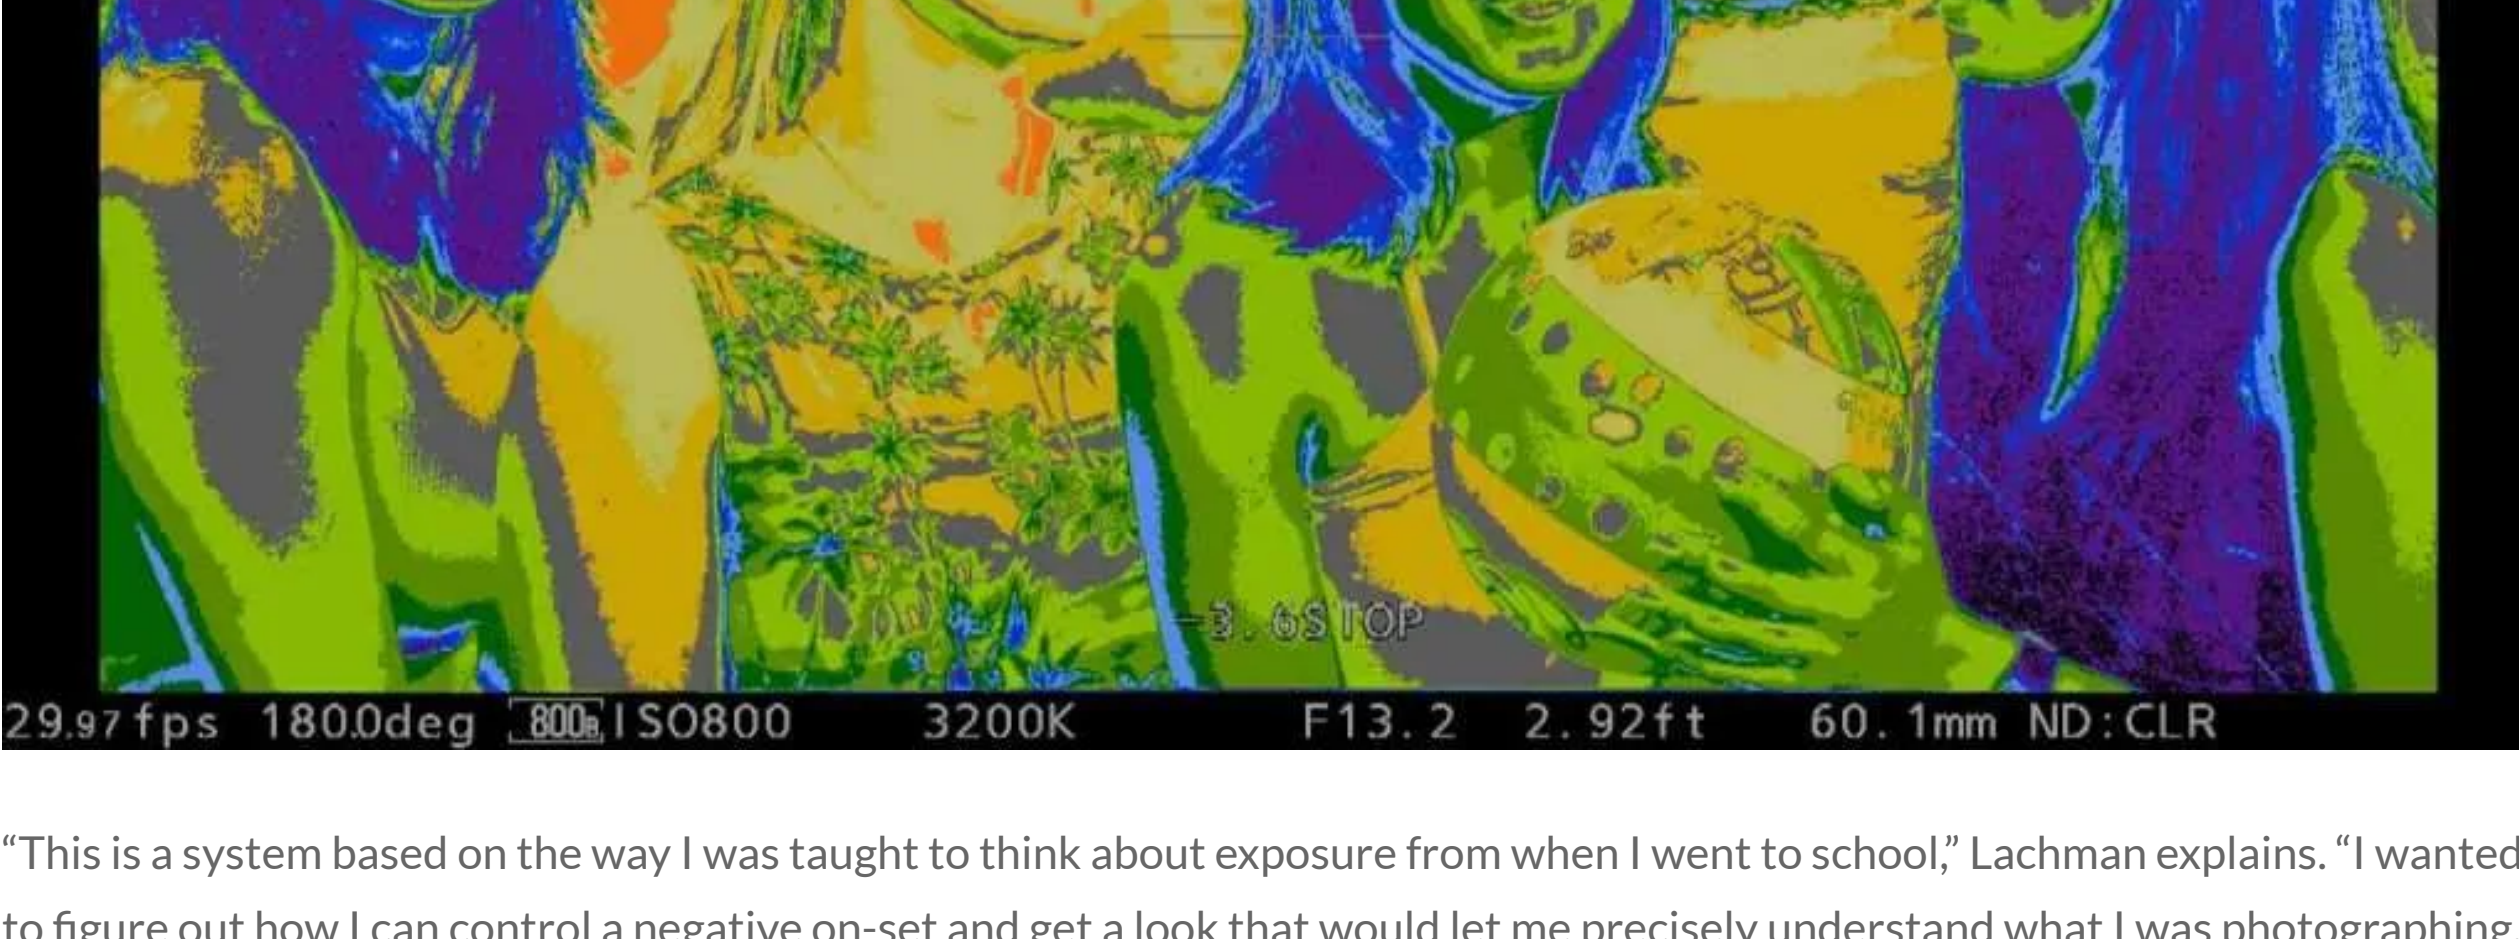 -3.6STOP
29.97fps 180.0deg 800B ISO800 3200K F13.2 2.92ft 60.1mm ND:CLR
“This is a system based on the way I was taught to think about exposure from when I went to school,” Lachman explains. “I wanted
to figure out how I can control a negative on-set and get a look that would let me precisely understand what I was photographing